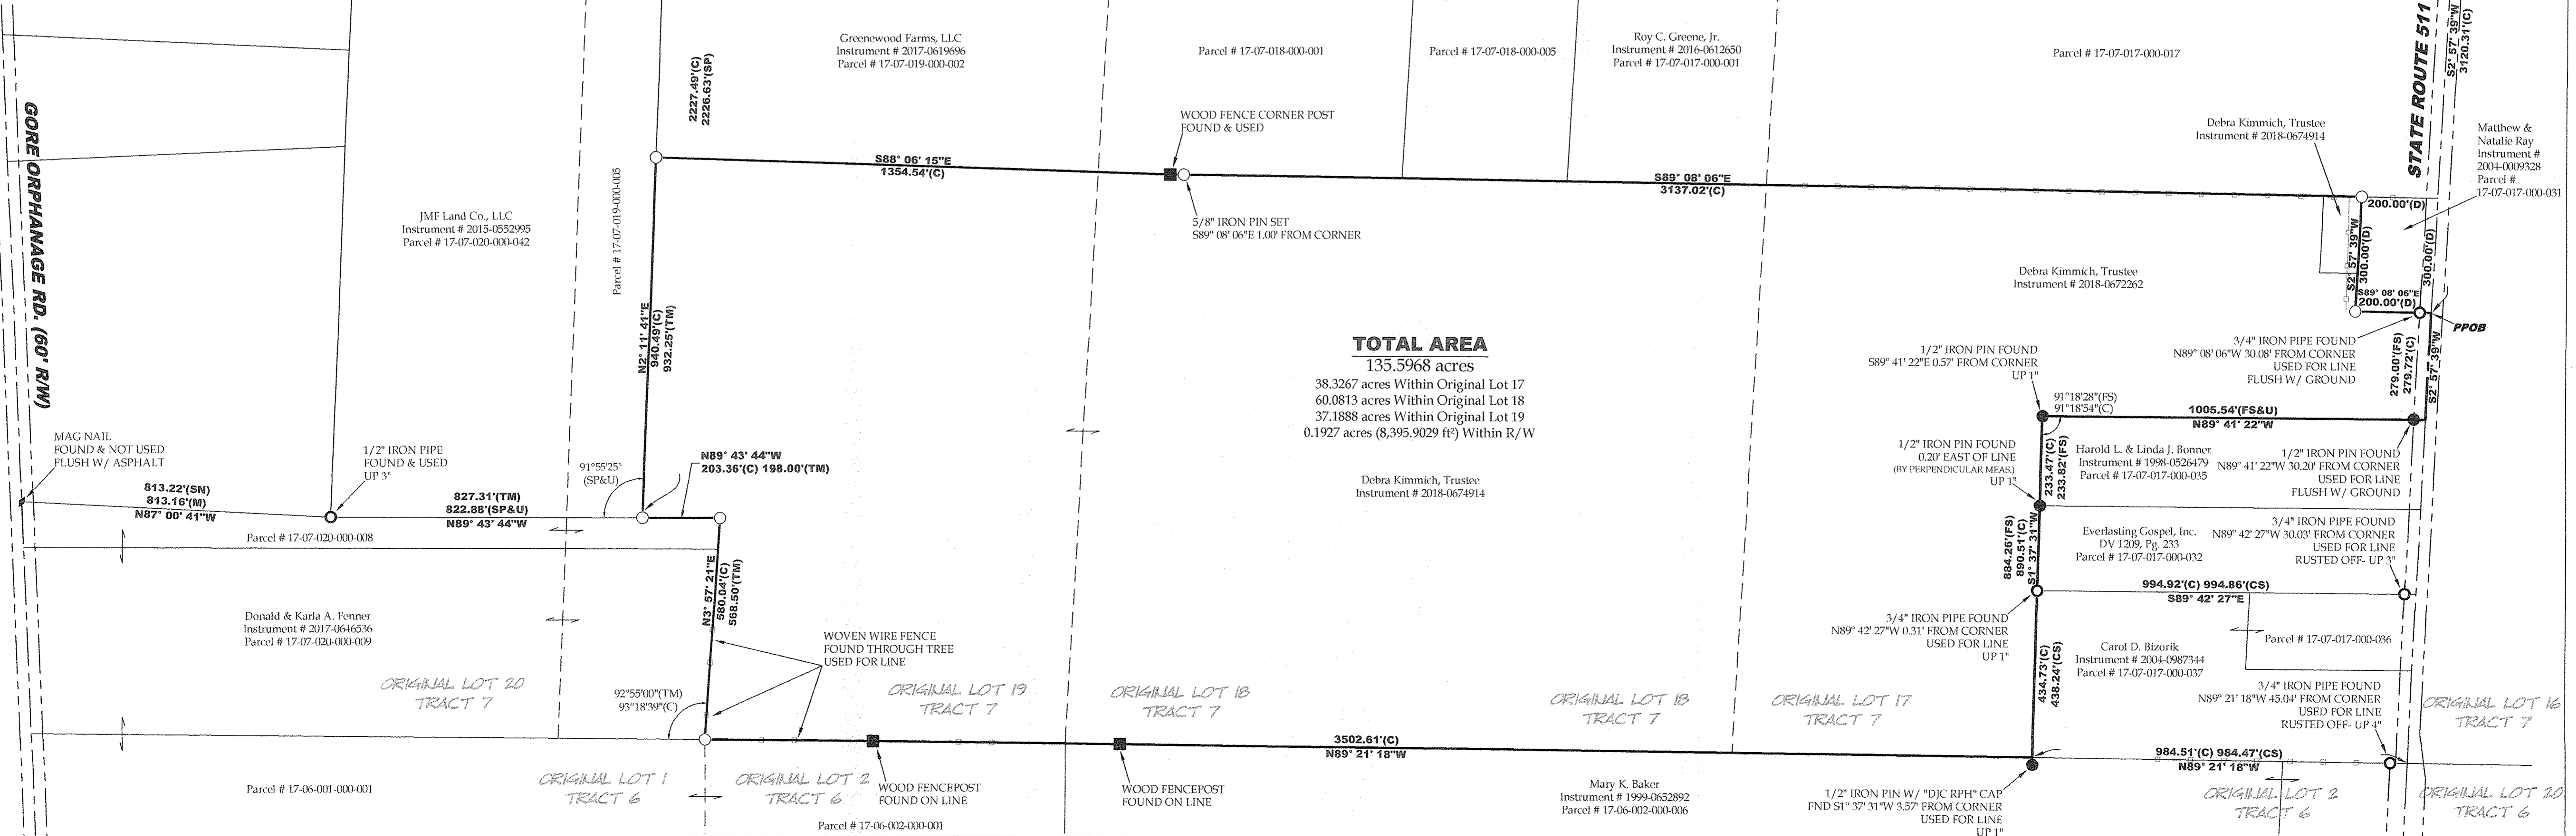 GORE ORPHANAGE RD. (60' R/W)
MAG NAIL
FOUND & NOT USED
FLUSH W/ ASPHALT
813.22'(SN)
813.16'(M)
N87° 00' 41"W
1/2" IRON PIPE
FOUND & USED
UP 3"
JMF Land Co., LLC
Instrument # 2015-0552995
Parcel # 17-07-020-000-042
827.31'(TM)
822.88'(SP&U)
N89° 43' 44"W
91°55'25"
(SP&U)
Parcel # 17-07-020-000-008
Donald & Karla A. Fenner
Instrument # 2017-0646536
Parcel # 17-07-020-000-009
ORIGINAL LOT 20
TRACT 7
Parcel # 17-06-001-000-001
ORIGINAL LOT 1
TRACT 6
Parcel # 17-07-019-000-005
2227.49'(C)
2226.63'(SP)
N2° 11' 41"E
940.49'(C)
932.25'(TM)
N89° 43' 44"W
203.36'(C) 198.00'(TM)
N3° 57' 21"E
580.04'(C)
568.50'(TM)
92°55'00"(TM)
93°18'39"(C)
Greenewood Farms, LLC
Instrument # 2017-0619696
Parcel # 17-07-019-000-002
S88° 06' 15"E
1354.54'(C)
WOOD FENCE CORNER POST
FOUND & USED
5/8" IRON PIN SET
S89° 08' 06"E 1.00' FROM CORNER
Parcel # 17-07-018-000-001
Parcel # 17-07-018-000-005
Roy C. Greene, Jr.
Instrument # 2016-0612650
Parcel # 17-07-017-000-001
S89° 08' 06"E
3137.02'(C)
Parcel # 17-07-017-000-017
TOTAL AREA
135.5968 acres
38.3267 acres Within Original Lot 17
60.0813 acres Within Original Lot 18
37.1888 acres Within Original Lot 19
0.1927 acres (8,395.9029 ft²) Within R/W
Debra Kimmich, Trustee
Instrument # 2018-0674914
WOVEN WIRE FENCE
FOUND THROUGH TREE
USED FOR LINE
ORIGINAL LOT 19
TRACT 7
ORIGINAL LOT 18
TRACT 7
ORIGINAL LOT 18
TRACT 7
ORIGINAL LOT 17
TRACT 7
ORIGINAL LOT 2
TRACT 6
WOOD FENCEPOST
FOUND ON LINE
WOOD FENCEPOST
FOUND ON LINE
3502.61'(C)
N89° 21' 18"W
Parcel # 17-06-002-000-001
Mary K. Baker
Instrument # 1999-0652892
Parcel # 17-06-002-000-006
1/2" IRON PIN W/ "DJC RPH" CAP
FND S1° 37' 31"W 3.57' FROM CORNER
USED FOR LINE
UP 1"
STATE ROUTE 511
S2° 57' 39"W
3120.31'(C)
Debra Kimmich, Trustee
Instrument # 2018-0674914
Matthew &
Natalie Ray
Instrument #
2004-0009328
Parcel #
17-07-017-000-031
200.00'(D)
S2° 57' 39"W
300.00'(D)
300.00'(D)
S89° 08' 06"E
200.00'(D)
PPOB
Debra Kimmich, Trustee
Instrument # 2018-0672262
3/4" IRON PIPE FOUND
N89° 08' 06"W 30.08' FROM CORNER
USED FOR LINE
FLUSH W/ GROUND
279.00'(FS)
279.72'(C)
S2° 57' 39"W
1/2" IRON PIN FOUND
S89° 41' 22"E 0.57' FROM CORNER
UP 1"
91°18'28"(FS)
91°18'54"(C)
1005.54'(FS&U)
N89° 41' 22"W
1/2" IRON PIN FOUND
0.20' EAST OF LINE
(BY PERPENDICULAR MEAS.)
UP 1"
233.47'(C)
233.82'(FS)
Harold L. & Linda J. Bonner
Instrument # 1998-0526479
Parcel # 17-07-017-000-035
1/2" IRON PIN FOUND
N89° 41' 22"W 30.20' FROM CORNER
USED FOR LINE
FLUSH W/ GROUND
884.26'(FS)
890.51'(C)
S1° 37' 31"W
Everlasting Gospel, Inc.
DV 1209, Pg. 233
Parcel # 17-07-017-000-032
3/4" IRON PIPE FOUND
N89° 42' 27"W 30.03' FROM CORNER
USED FOR LINE
RUSTED OFF- UP 3"
994.92'(C) 994.86'(CS)
S89° 42' 27"E
3/4" IRON PIPE FOUND
N89° 42' 27"W 0.31' FROM CORNER
USED FOR LINE
UP 1"
434.73'(C)
438.24'(CS)
Carol D. Bizorik
Instrument # 2004-0987344
Parcel # 17-07-017-000-037
Parcel # 17-07-017-000-036
3/4" IRON PIPE FOUND
N89° 21' 18"W 45.04' FROM CORNER
USED FOR LINE
RUSTED OFF- UP 4"
984.51'(C) 984.47'(CS)
N89° 21' 18"W
ORIGINAL LOT 16
TRACT 7
ORIGINAL LOT 2
TRACT 6
ORIGINAL LOT 20
TRACT 6